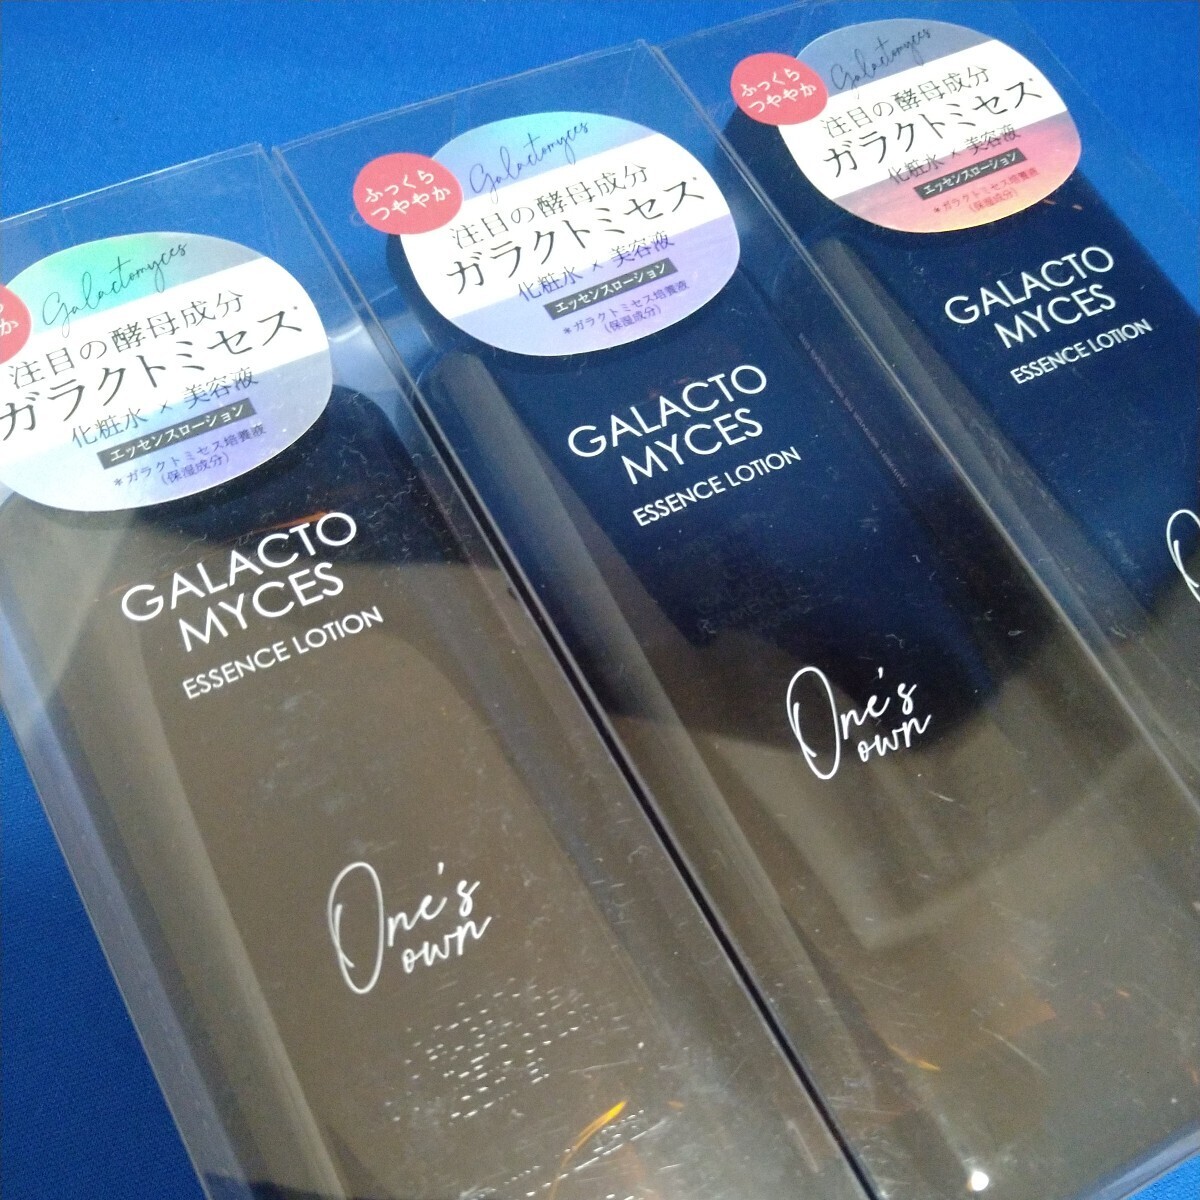 Galactomyces
注目の酵母成分
ガラクトミセス*
化粧水 × 美容液
エッセンスローション
*ガラクトミセス培養液
(保湿成分)
GALACTO
MYCES
ESSENCE LOTION
One's
own
ふっくら
つややか
Galactomyces
注目の酵母成分
ガラクトミセス*
化粧水 × 美容液
エッセンスローション
*ガラクトミセス培養液
(保湿成分)
GALACTO
MYCES
ESSENCE LOTION
One's
own
ふっくら
つややか
Galactomyces
注目の酵母成分
ガラクトミセス*
化粧水 × 美容液
エッセンスローション
*ガラクトミセス培養液
(保湿成分)
GALACTO
MYCES
ESSENCE LOTION